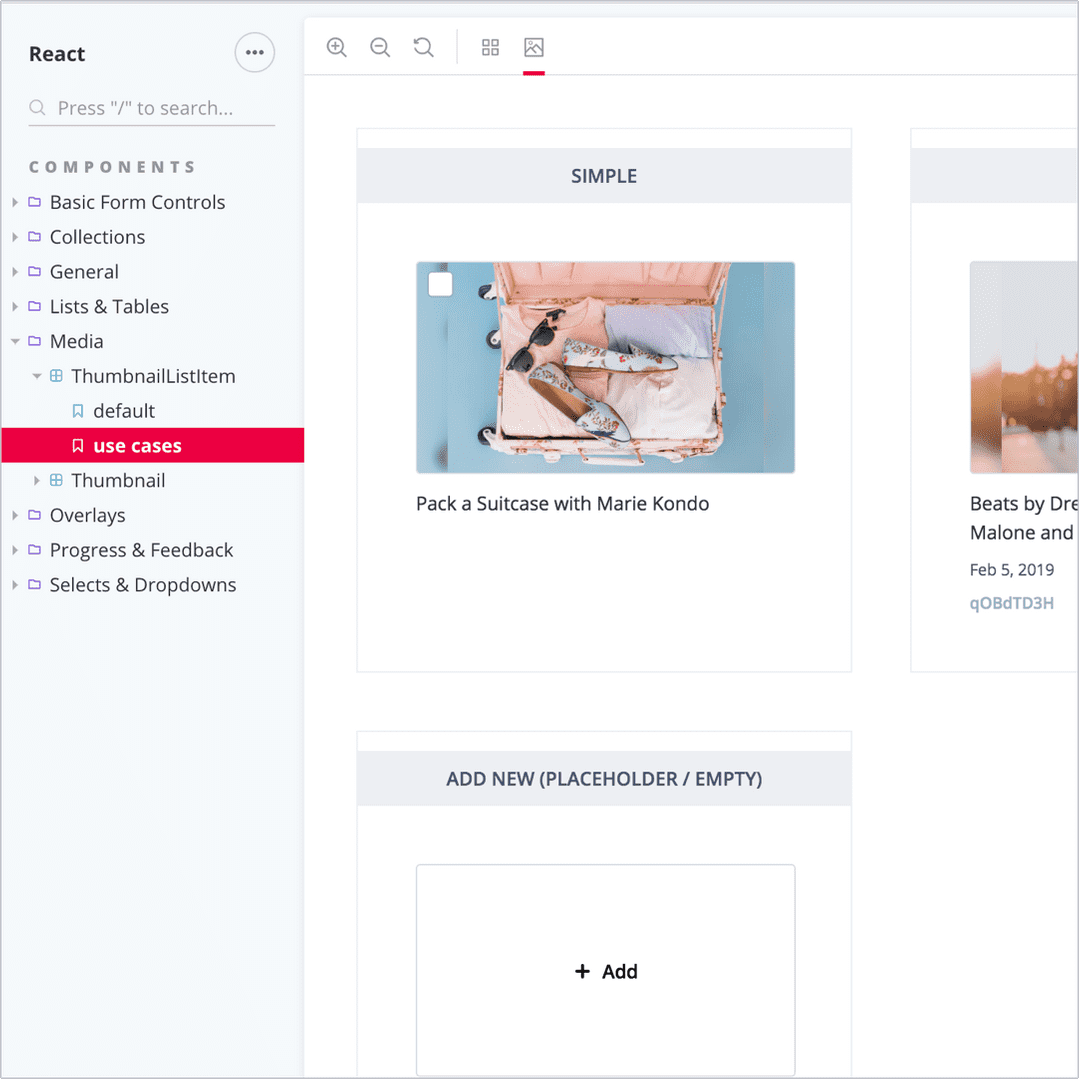 React
Press "/" to search...
COMPONENTS
Basic Form Controls
Collections
General
Lists & Tables
Media
ThumbnailListItem
default
use cases
Thumbnail
Overlays
Progress & Feedback
Selects & Dropdowns
SIMPLE
Pack a Suitcase with Marie Kondo
Beats by Dre
Malone and
Feb 5, 2019
qOBdTD3H
ADD NEW (PLACEHOLDER / EMPTY)
+ Add